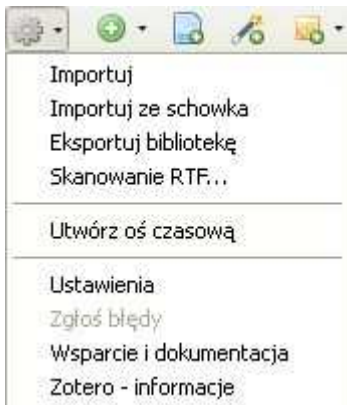 Importuj
Importuj ze schowka
Eksportuj bibliotekę
Skanowanie RTF...
Utwórz oś czasową
Ustawienia
Zgłoś błędy
Wsparcie i dokumentacja
Zotero - informacje